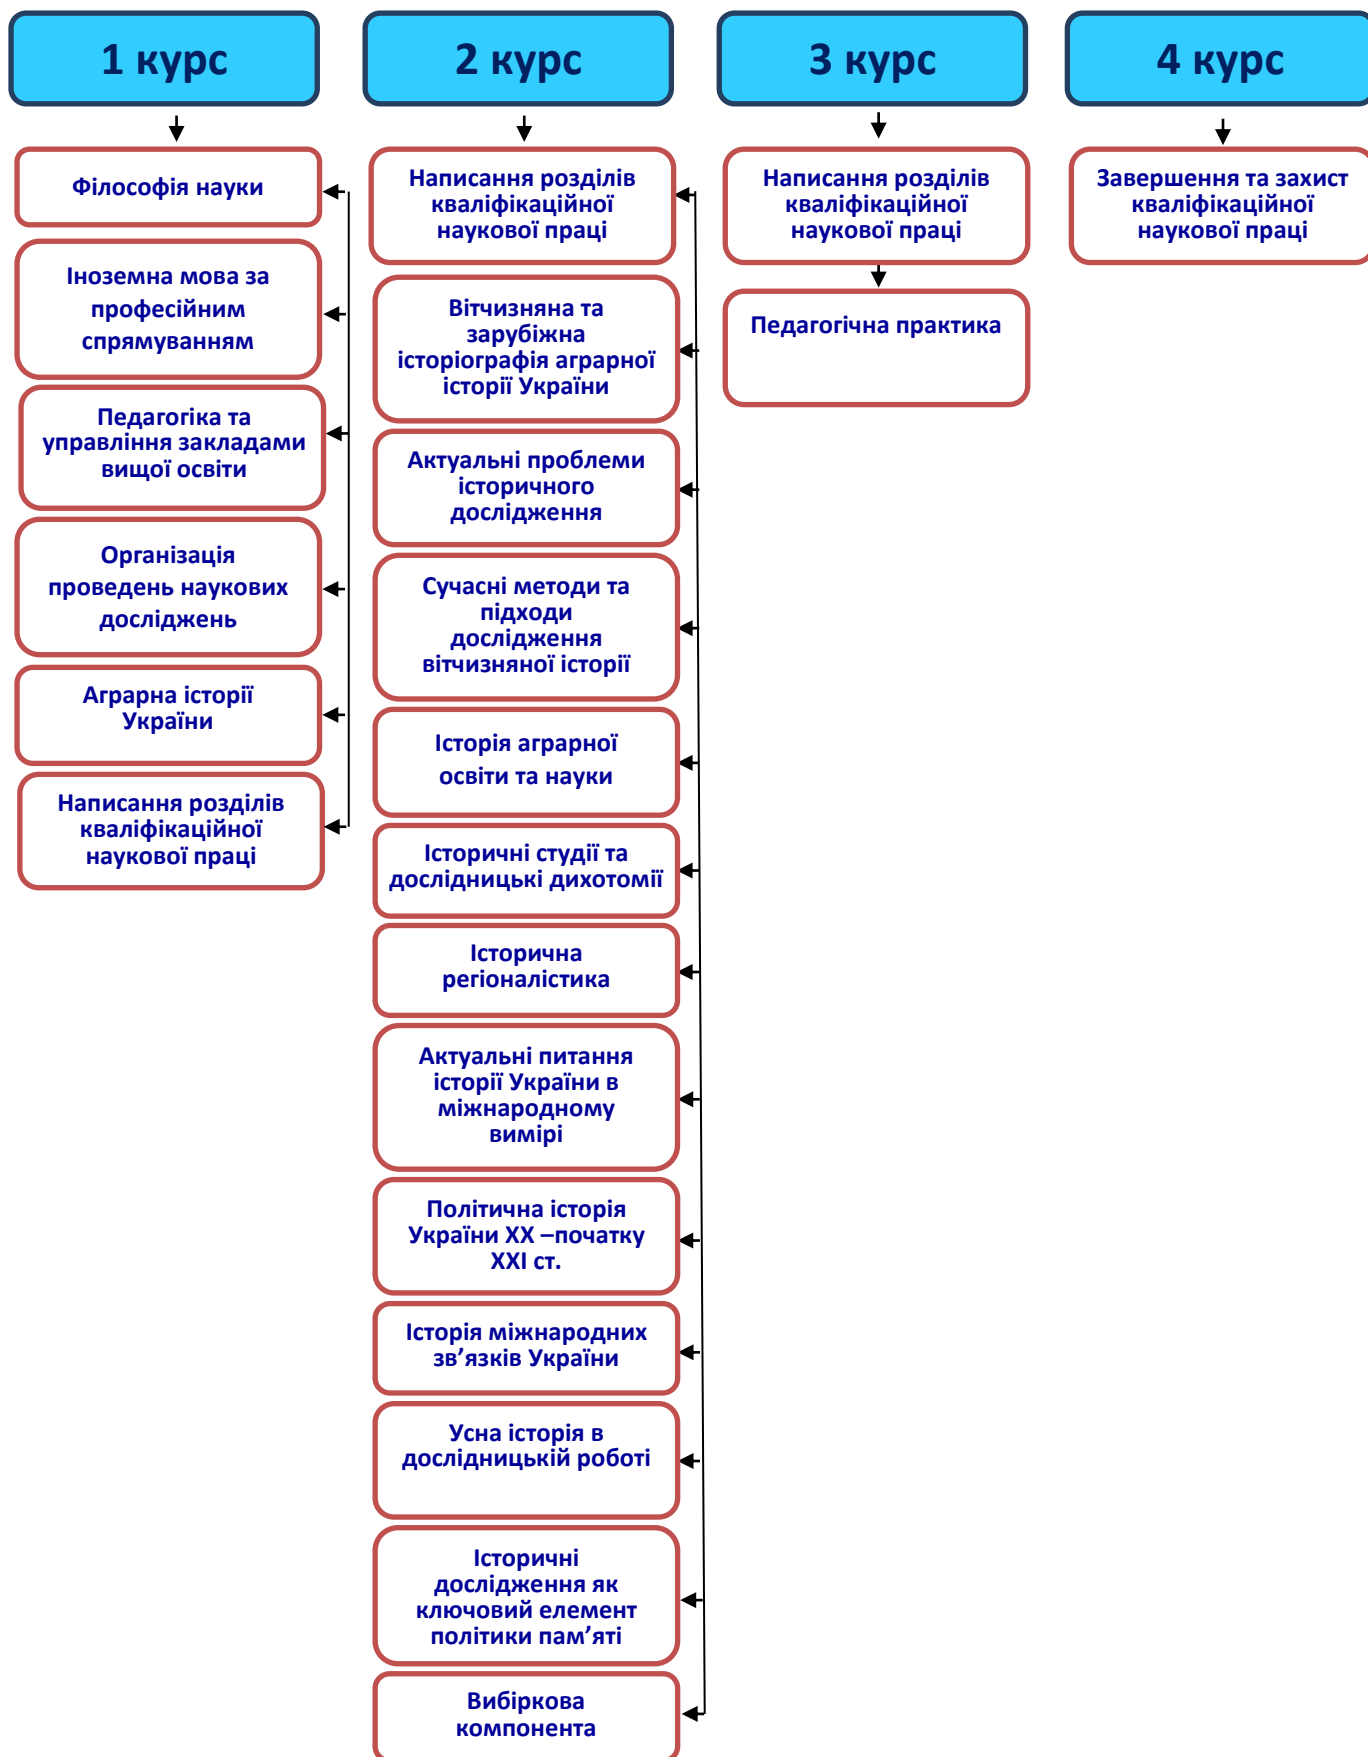 1 курс
Філософія науки
Іноземна мова за
професійним
спрямуванням
Педагогіка та
управління закладами
вищої освіти
Організація
проведень наукових
досліджень
Аграрна історії
України
Написання розділів
кваліфікаційної
наукової праці
2 курс
Написання розділів
кваліфікаційної
наукової праці
Вітчизняна та
зарубіжна
історіографія аграрної
історії України
Актуальні проблеми
історичного
дослідження
Сучасні методи та
підходи
дослідження
вітчизняної історії
Історія аграрної
освіти та науки
Історичні студії та
дослідницькі дихотомії
Історична
регіоналістика
Актуальні питання
історії України в
міжнародному
вимірі
Політична історія
України ХХ –початку
ХХІ ст.
Історія міжнародних
зв’язків України
Усна історія в
дослідницькій роботі
Історичні
дослідження як
ключовий елемент
політики пам’яті
Вибіркова
компонента
3 курс
Написання розділів
кваліфікаційної
наукової праці
Педагогічна практика
4 курс
Завершення та захист
кваліфікаційної
наукової праці